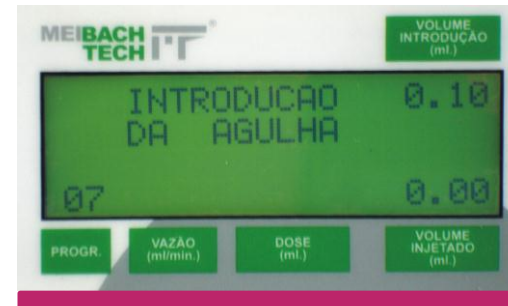 MEIBACH
TECH MT
VOLUME
INTRODUÇÃO
(ml.)
INTRODUCAO 0.10
DA AGULHA
07 0.00
PROGR.
VAZÃO
(ml/min.)
DOSE
(ml.)
VOLUME
INJETADO
(ml.)